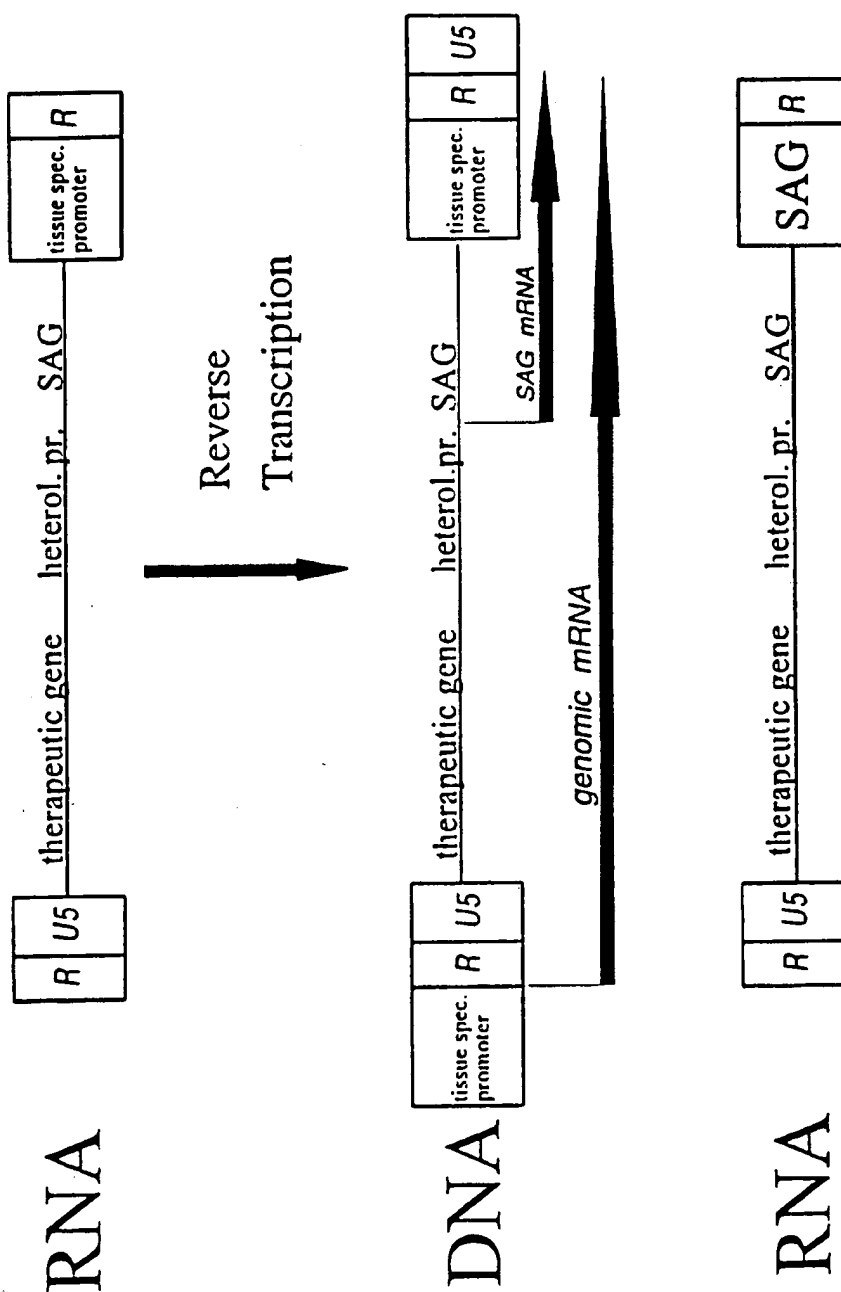 RNA
R U5
therapeutic gene heterol. pr. SAG
tissue spec.
promoter
R
Reverse
Transcription
DNA
tissue spec.
promoter
R U5
therapeutic gene heterol.pr. SAG
tissue spec.
promoter
R U5
SAG mRNA
genomic mRNA
RNA
R U5
therapeutic gene heterol. pr.
SAG R